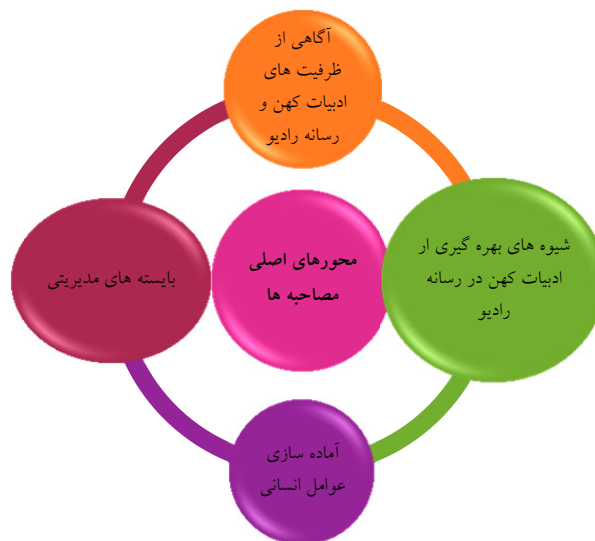 آگاهی از
ظرفیت های
ادبیات کهن و
رسانه رادیو
شیوه های بهره گیری ار
ادبیات کهن در رسانه
رادیو
محورهای اصلی
مصاحبه ها
بایسته های مدیریتی
آماده سازی
عوامل انسانی